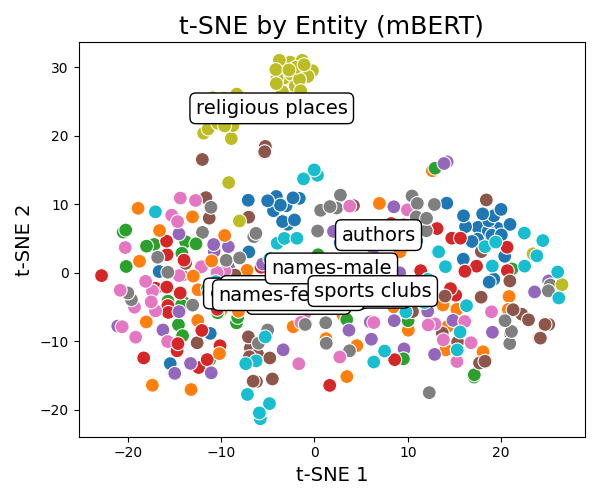 t-SNE by Entity (mBERT)
30
20
10
0
−10
−20
t-SNE 2
religious places
authors
names-male
names-fe
sports clubs
−20
−10
0
10
20
t-SNE 1